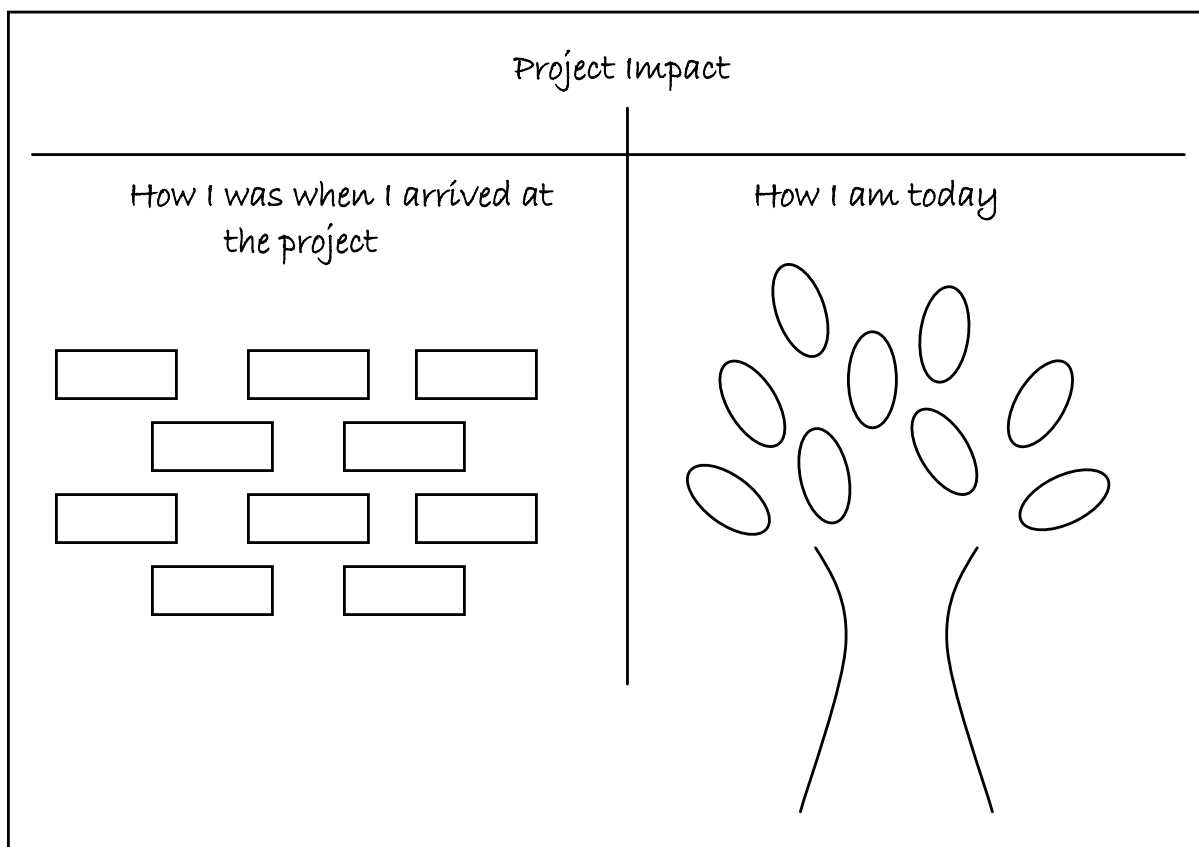 Project Impact
How I was when I arrived at
the project
How I am today